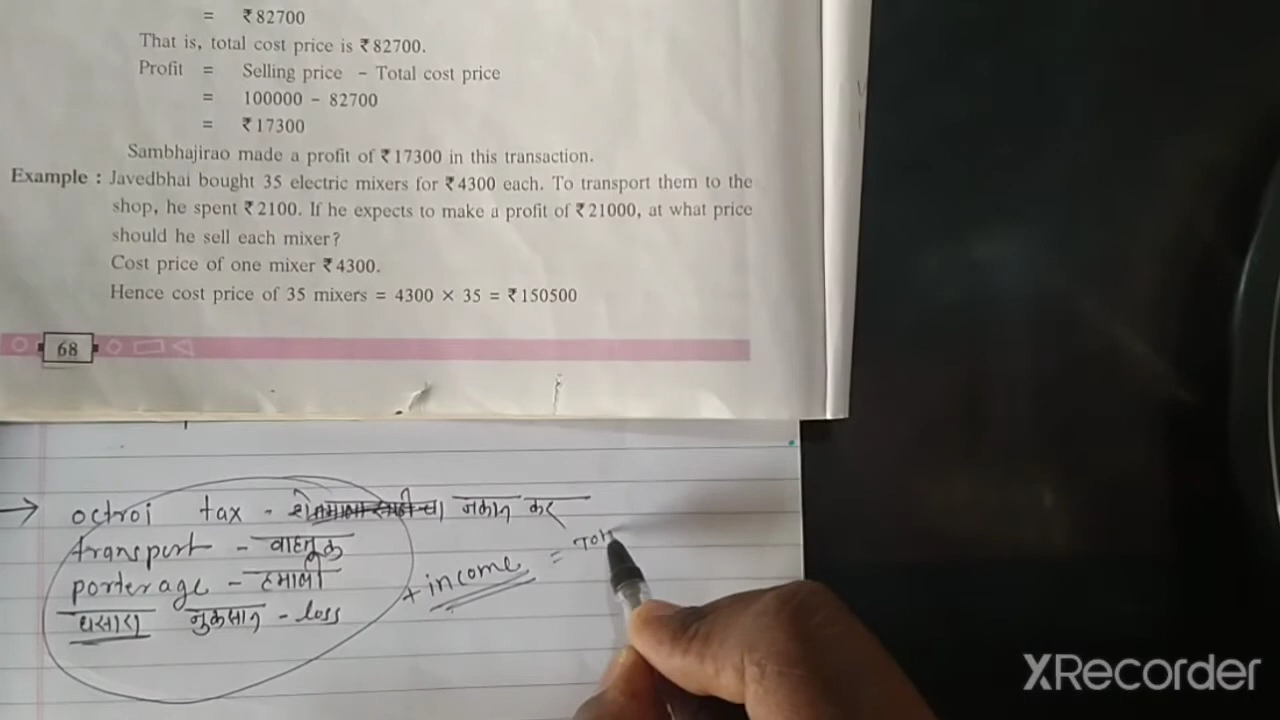 = ₹ 82700
That is, total cost price is ₹ 82700.
Profit = Selling price - Total cost price
= 100000 - 82700
= ₹ 17300
Sambhajirao made a profit of ₹ 17300 in this transaction.
Example : Javedbhai bought 35 electric mixers for ₹ 4300 each. To transport them to the
shop, he spent ₹ 2100. If he expects to make a profit of ₹ 21000, at what price
should he sell each mixer?
Cost price of one mixer ₹ 4300.
Hence cost price of 35 mixers = 4300 × 35 = ₹ 150500
68
→ octroi tax - जकात कर
transport - वाहतूक
porterage - हमाली
घसारा नुकसान - loss
+ income = Tot
XRecorder